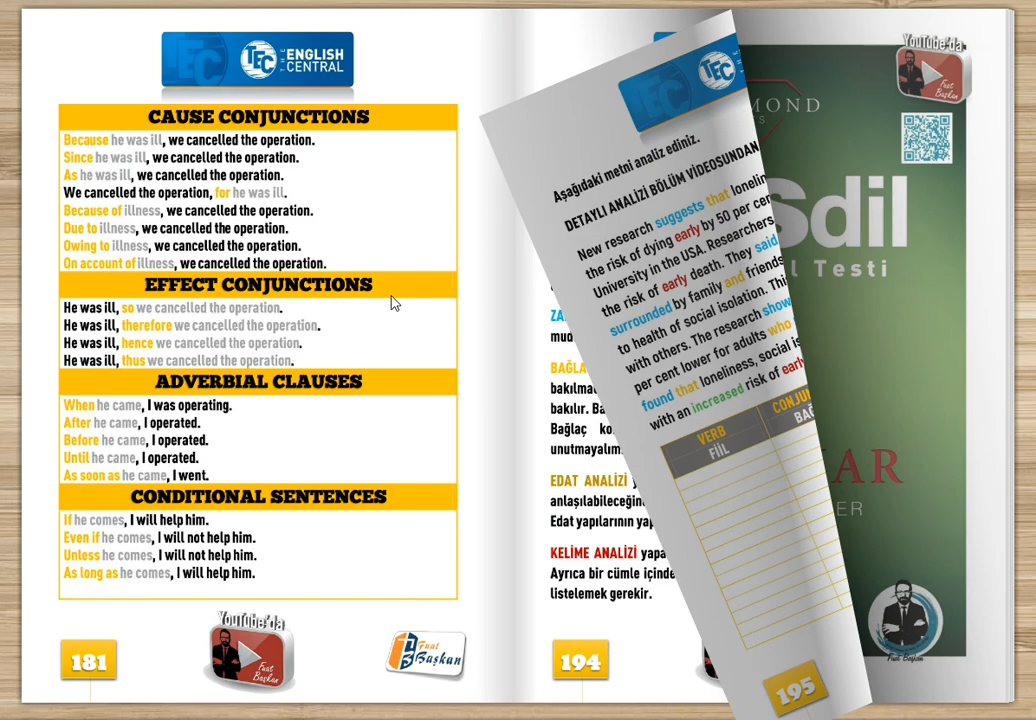 TEC THE ENGLISH CENTRAL
CAUSE CONJUNCTIONS
Because he was ill, we cancelled the operation.
Since he was ill, we cancelled the operation.
As he was ill, we cancelled the operation.
We cancelled the operation, for he was ill.
Because of illness, we cancelled the operation.
Due to illness, we cancelled the operation.
Owing to illness, we cancelled the operation.
On account of illness, we cancelled the operation.
EFFECT CONJUNCTIONS
He was ill, so we cancelled the operation.
He was ill, therefore we cancelled the operation.
He was ill, hence we cancelled the operation.
He was ill, thus we cancelled the operation.
ADVERBIAL CLAUSES
When he came, I was operating.
After he came, I operated.
Before he came, I operated.
Until he came, I operated.
As soon as he came, I went.
CONDITIONAL SENTENCES
If he comes, I will help him.
Even if he comes, I will not help him.
Unless he comes, I will not help him.
As long as he comes, I will help him.
181
YouTube'da
Fuat Başkan
Fuat Başkan
bakılır.
Bağlaç
unutmayalım
EDAT ANALİZİ
anlaşılabileceğin
Edat yapılarının
KELİME ANALİZİ
Ayrıca bir cümle içinde
listelemek gerekir.
194
TEC
Aşağıdaki metni analiz ediniz.
DETAYLI ANALİZİ BÖLÜM VİDEOSUNDAN
New research suggests that
the risk of dying early by 50 per
University in the USA. Researchers
the risk of early death. They said
surrounded by family and friends
to health of social isolation.
with others. The research
per cent lower for adults who
found that loneliness, social
with an increased risk of
VERB
FİİL
195
YouTube'da
Fuat Başkan
MOND
Sdil
l Testi
AR
ER
Fuat Başkan